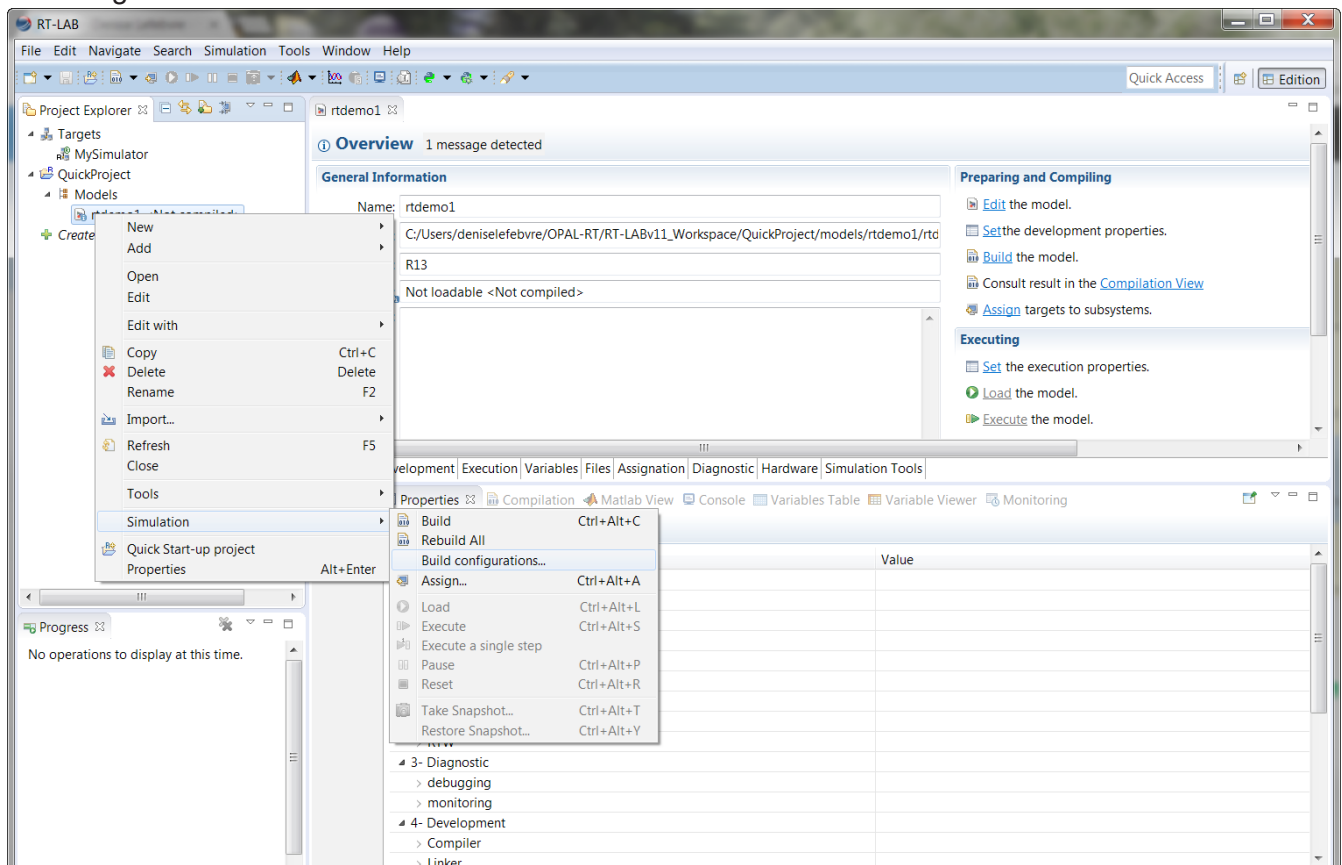 RT-LAB
File Edit Navigate Search Simulation Tools Window Help
Quick Access
Edition
Project Explorer
Targets
MySimulator
QuickProject
Models
rtdemo1 <Not compiled>
Create
rtdemo1
Overview 1 message detected
General Information
Name: rtdemo1
C:/Users/deniselefebvre/OPAL-RT/RT-LABv11_Workspace/QuickProject/models/rtdemo1/rtd
R13
Not loadable <Not compiled>
Preparing and Compiling
Edit the model.
Setthe development properties.
Build the model.
Consult result in the Compilation View
Assign targets to subsystems.
Executing
Set the execution properties.
Load the model.
Execute the model.
New
Add
Open
Edit
Edit with
Copy Ctrl+C
Delete Delete
Rename F2
Import...
Refresh F5
Close
Tools
Simulation
Quick Start-up project
Properties Alt+Enter
velopment Execution Variables Files Assignation Diagnostic Hardware Simulation Tools
Properties Compilation Matlab View Console Variables Table Variable Viewer Monitoring
Build Ctrl+Alt+C
Rebuild All
Build configurations...
Assign... Ctrl+Alt+A
Load Ctrl+Alt+L
Execute Ctrl+Alt+S
Execute a single step
Pause Ctrl+Alt+P
Reset Ctrl+Alt+R
Take Snapshot... Ctrl+Alt+T
Restore Snapshot... Ctrl+Alt+Y
Value
RTW
3- Diagnostic
debugging
monitoring
4- Development
Compiler
Linker
Progress
No operations to display at this time.